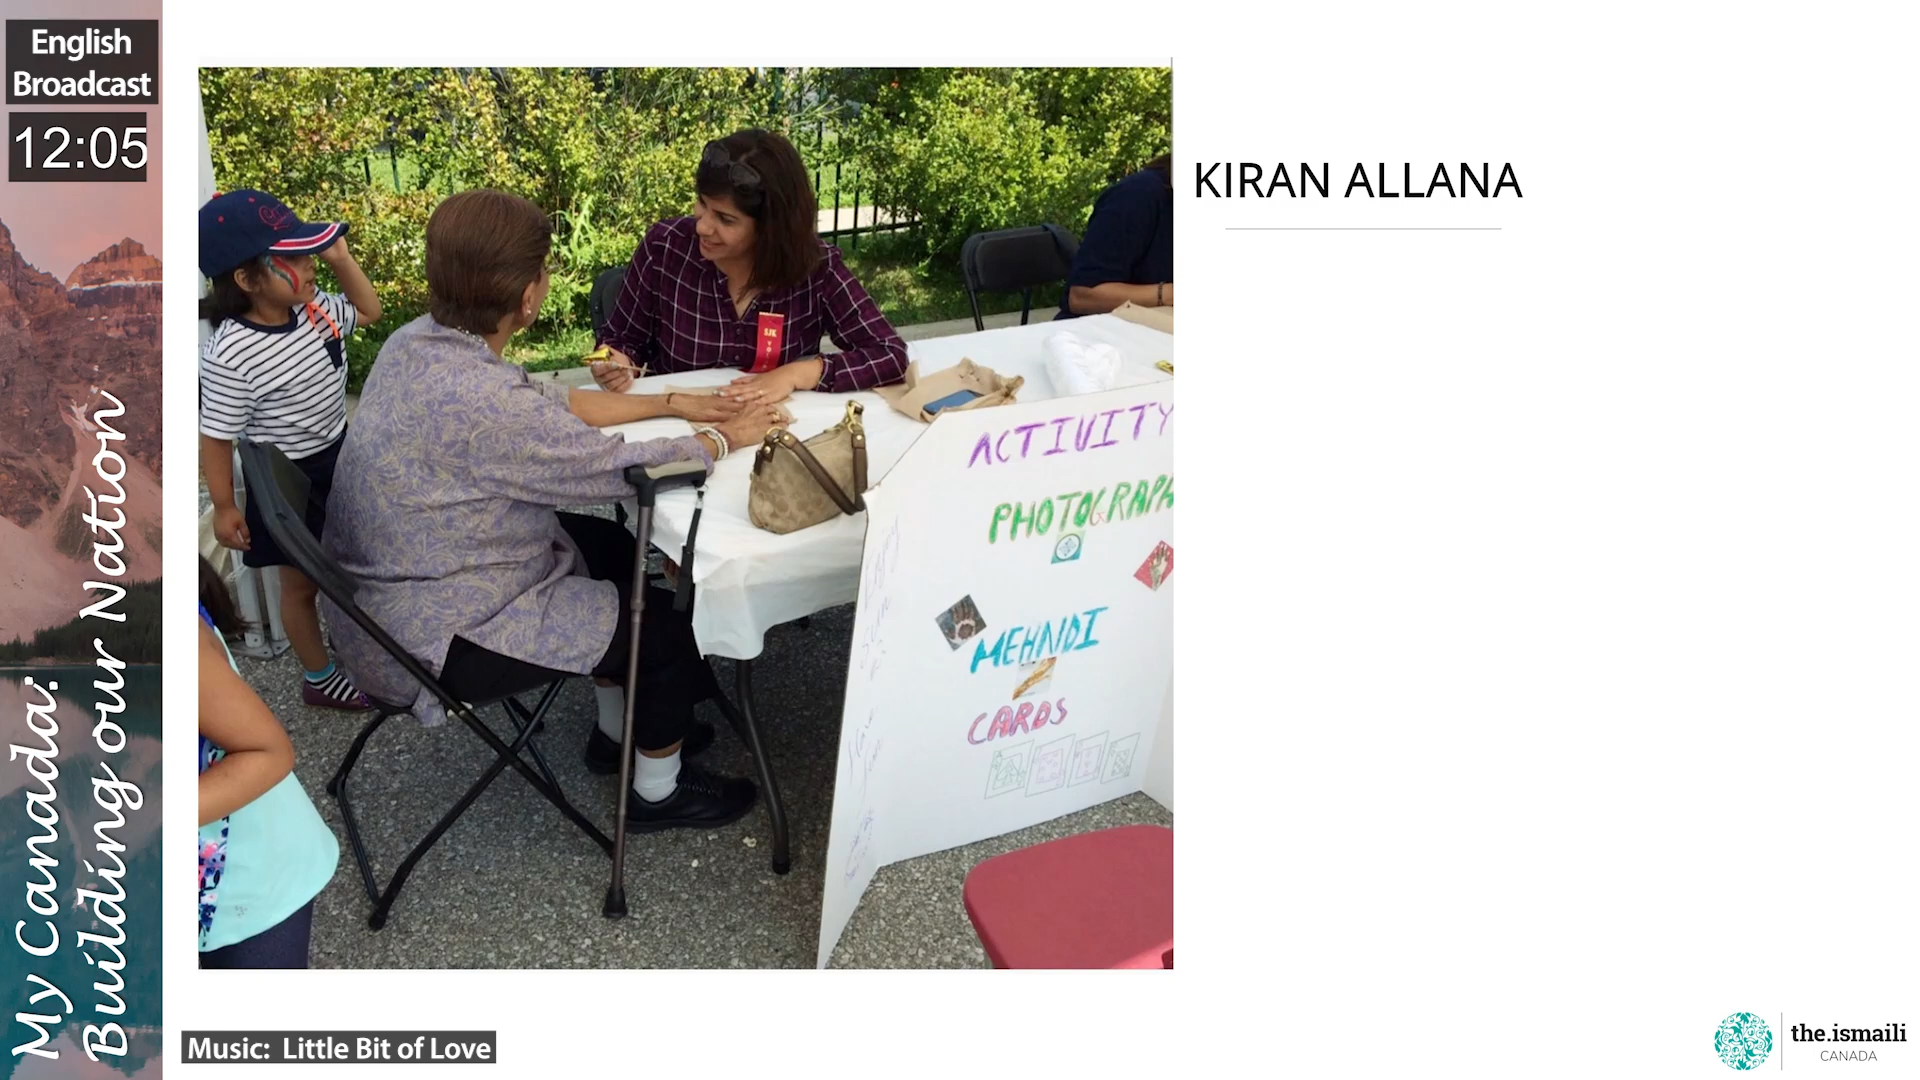 English
Broadcast
12:05
My Canada:
Building our Nation
KIRAN ALLANA
SJK
ACTIVITY
PHOTOGRAPH
MEHNDI
CARDS
Music: Little Bit of Love
the.ismaili
CANADA